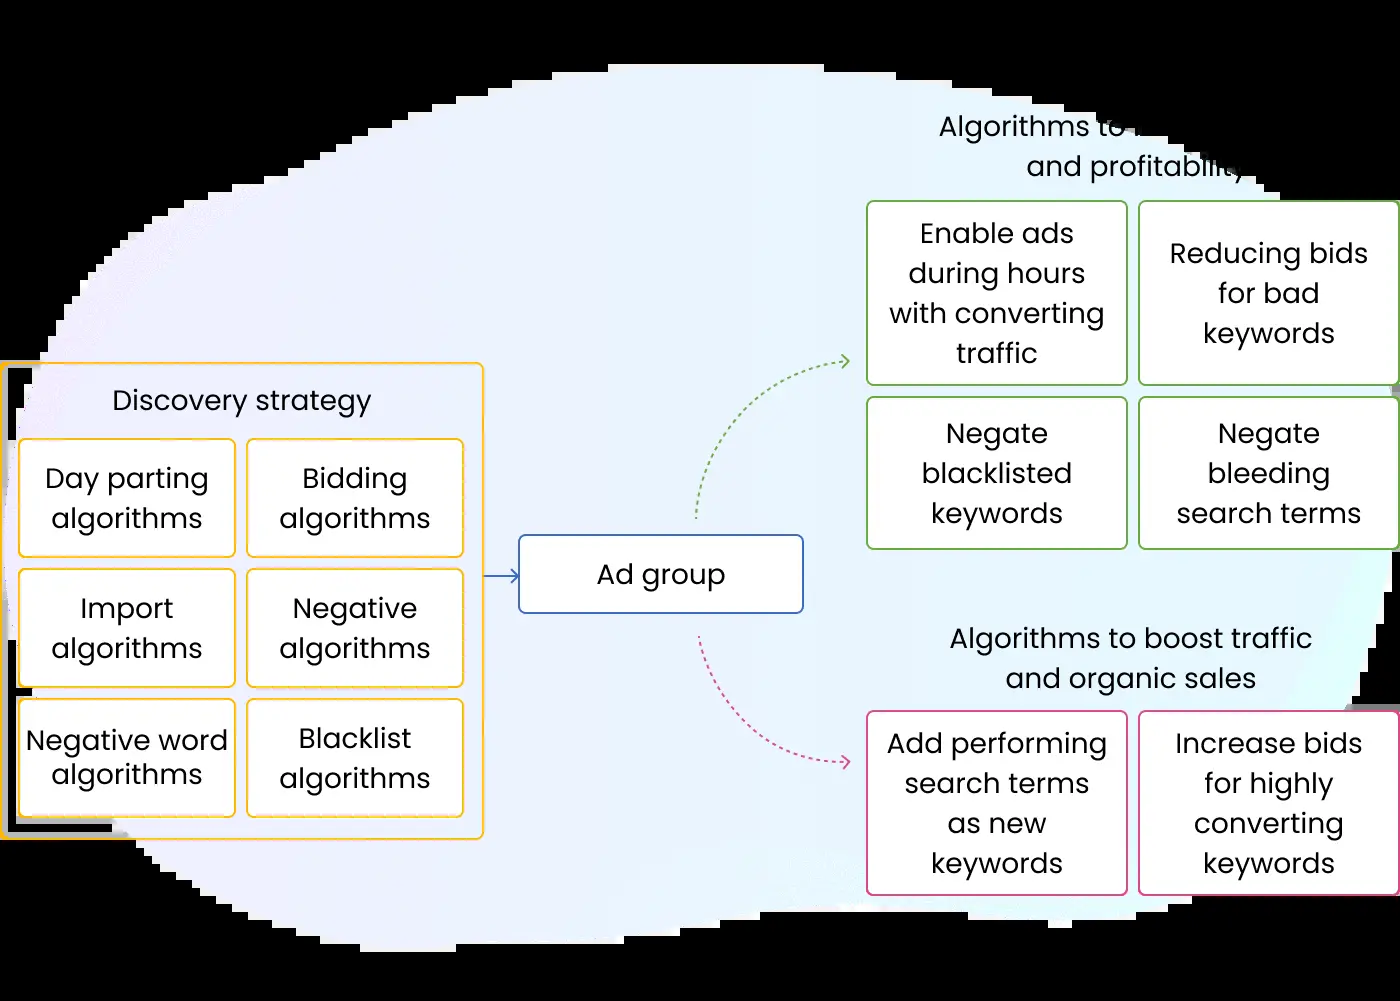 Algorithms to
and profitability
Enable ads
during hours
with converting
traffic
Reducing bids
for bad
keywords
Negate
blacklisted
keywords
Negate
bleeding
search terms
Discovery strategy
Day parting
algorithms
Bidding
algorithms
Import
algorithms
Negative
algorithms
Negative word
algorithms
Blacklist
algorithms
Ad group
Algorithms to boost traffic
and organic sales
Add performing
search terms
as new
keywords
Increase bids
for highly
converting
keywords